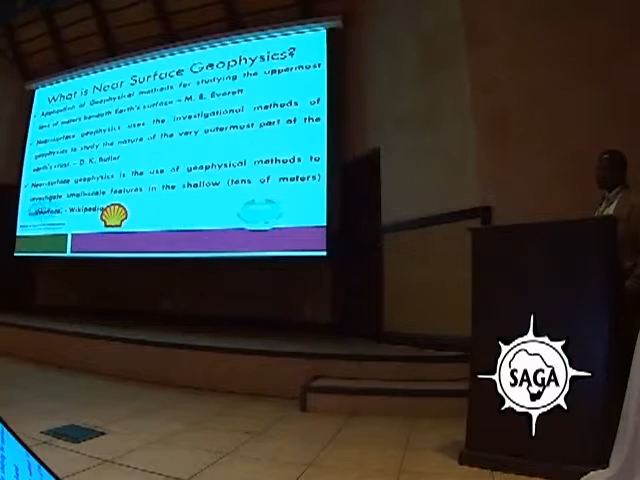 What is Near Surface Geophysics?
Application of Geophysical methods for studying the uppermost
tens of meters beneath Earth's surface – M. E. Everett
Near-surface geophysics uses the investigational methods of
geophysics to study the nature of the very outermost part of the
earth's crust. – D. K. Butler
Near-surface geophysics is the use of geophysical methods to
investigate small-scale features in the shallow (tens of meters)
subsurface. - Wikipedia
SAGA